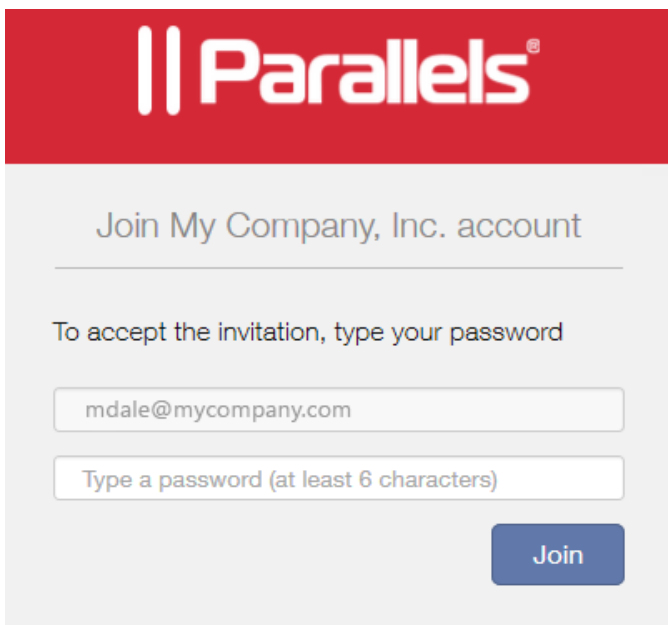 || Parallels®
Join My Company, Inc. account
To accept the invitation, type your password
mdale@mycompany.com
Type a password (at least 6 characters)
Join